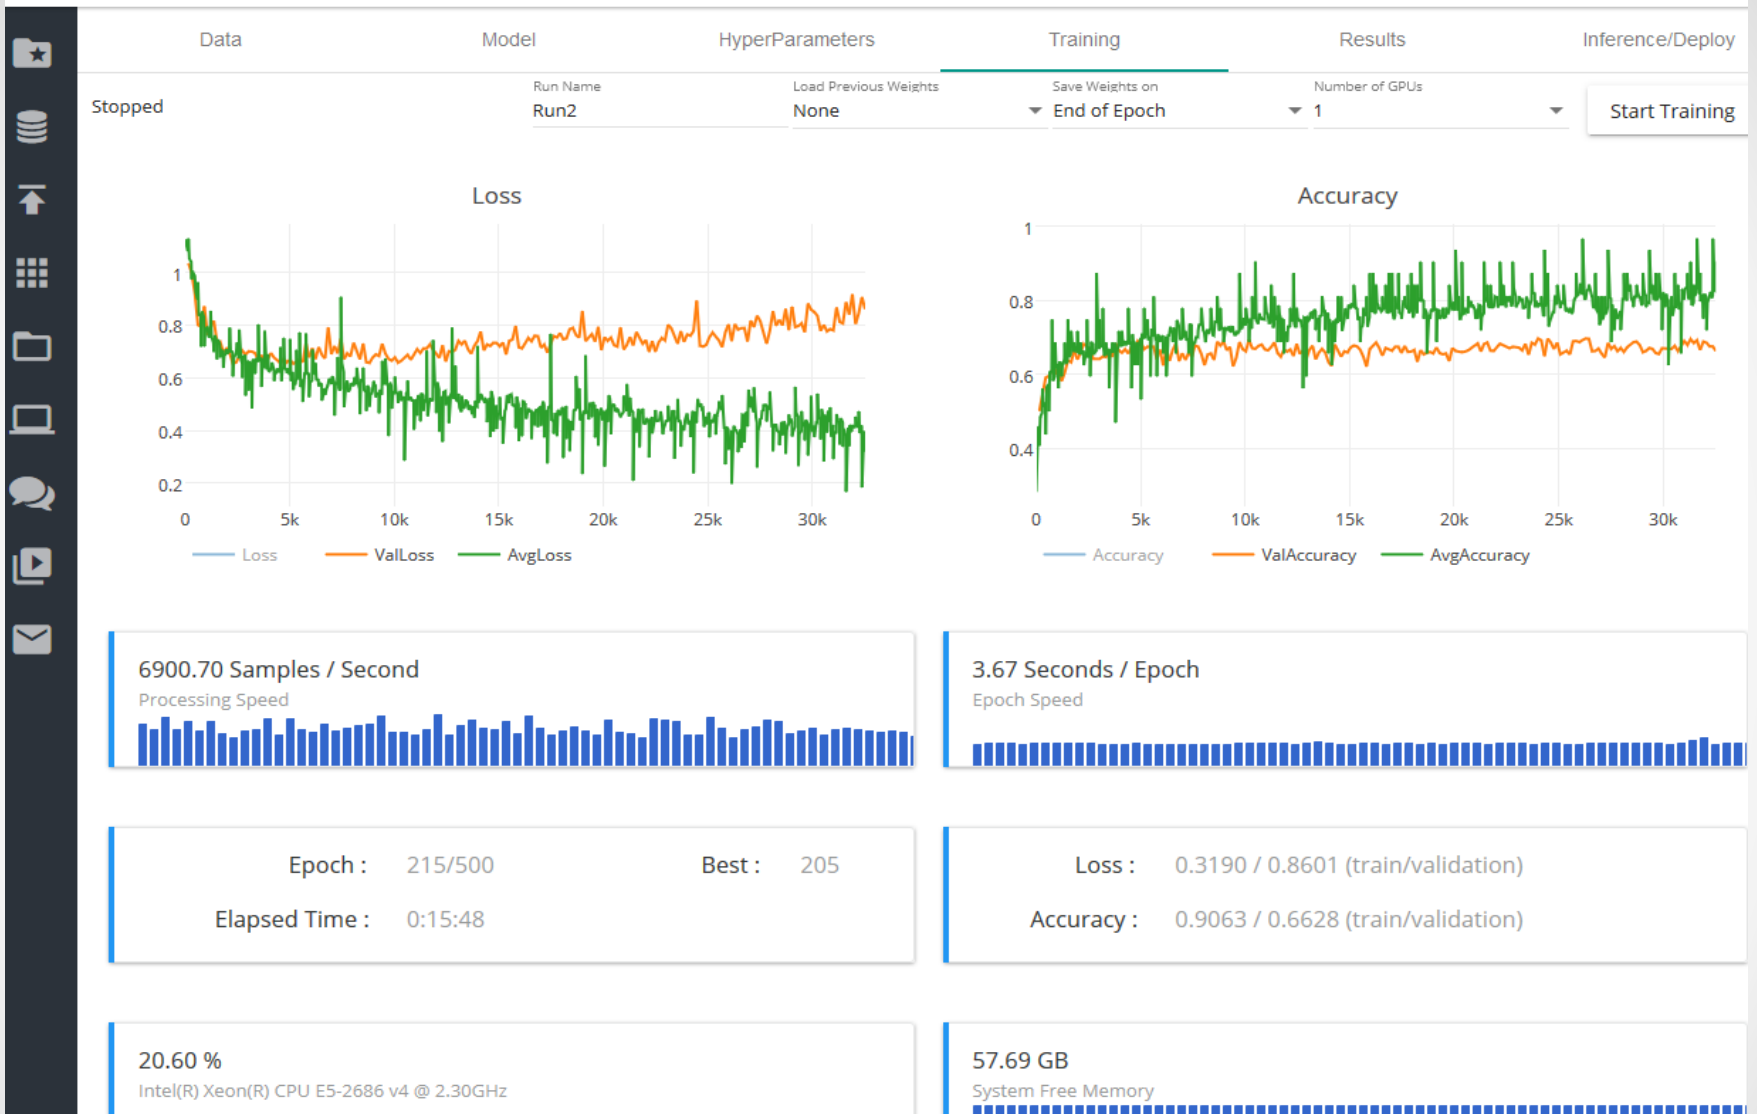 Data Model HyperParameters Training Results Inference/Deploy
Stopped
Run Name
Run2
Load Previous Weights
None
Save Weights on
End of Epoch
Number of GPUs
1
Start Training
Loss
1
0.8
0.6
0.4
0.2
0 5k 10k 15k 20k 25k 30k
Loss ValLoss AvgLoss
Accuracy
1
0.8
0.6
0.4
0 5k 10k 15k 20k 25k 30k
Accuracy ValAccuracy AvgAccuracy
6900.70 Samples / Second
Processing Speed
3.67 Seconds / Epoch
Epoch Speed
Epoch : 215/500 Best : 205
Elapsed Time : 0:15:48
Loss : 0.3190 / 0.8601 (train/validation)
Accuracy : 0.9063 / 0.6628 (train/validation)
20.60 %
Intel(R) Xeon(R) CPU E5-2686 v4 @ 2.30GHz
57.69 GB
System Free Memory